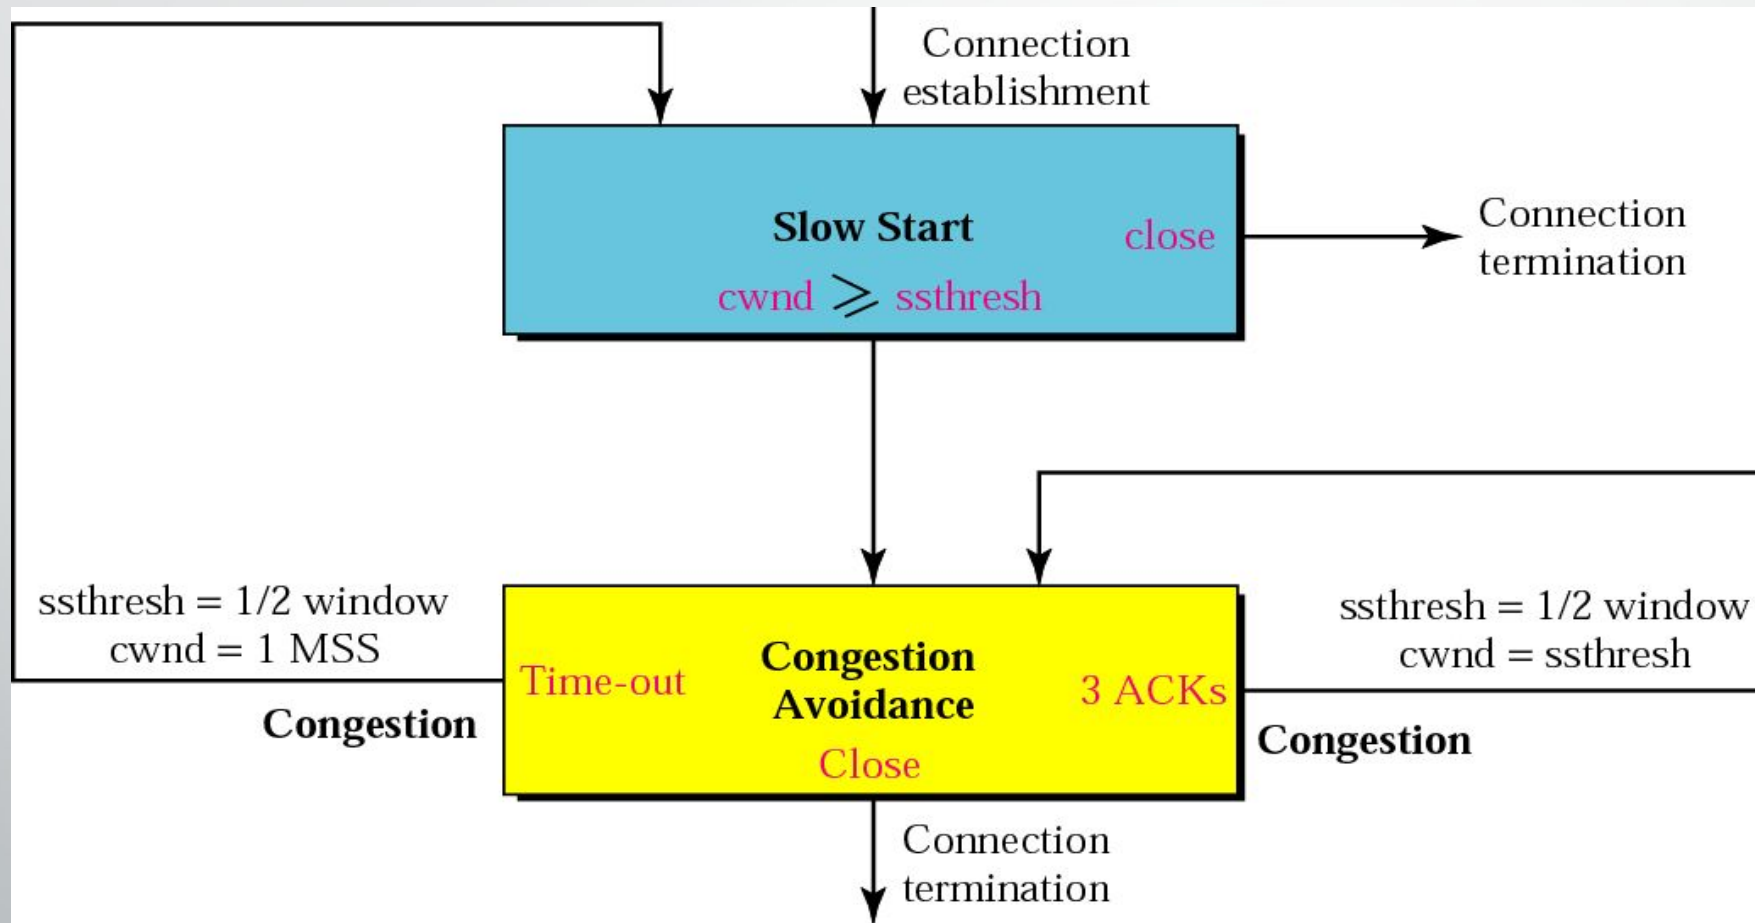 Connection
establishment
Slow Start
close
cwnd ⩾ ssthresh
Connection
termination
ssthresh = 1/2 window
cwnd = 1 MSS
Congestion
Time-out
Congestion
Avoidance
3 ACKs
Close
ssthresh = 1/2 window
cwnd = ssthresh
Congestion
Connection
termination